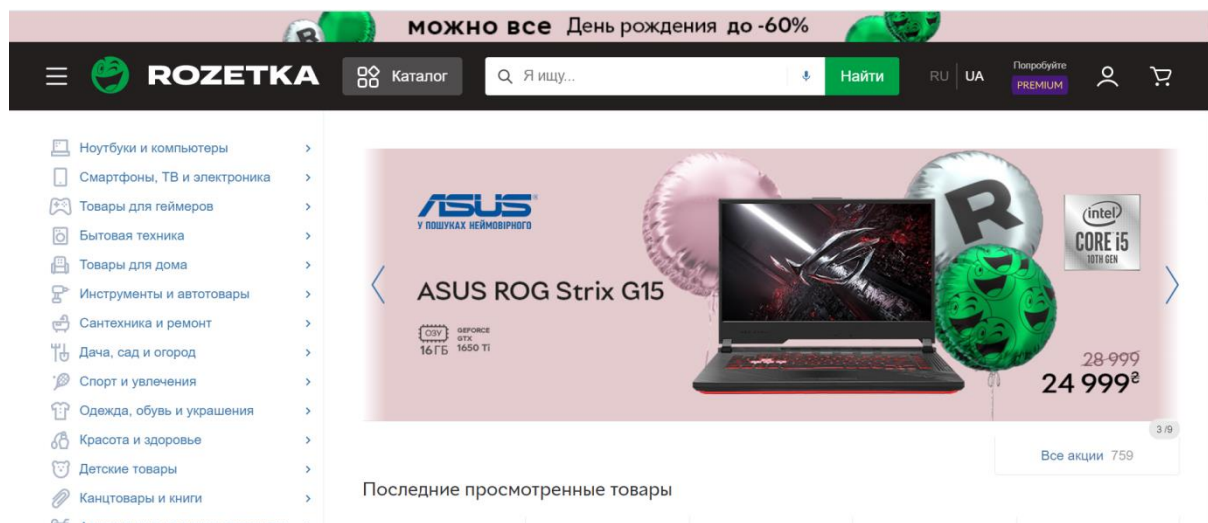 можно все День рождения до -60%
R
ROZETKA
Каталог
Я ищу...
Найти
RU | UA
Попробуйте
PREMIUM
Ноутбуки и компьютеры
Смартфоны, ТВ и электроника
Товары для геймеров
Бытовая техника
Товары для дома
Инструменты и автотовары
Сантехника и ремонт
Дача, сад и огород
Спорт и увлечения
Одежда, обувь и украшения
Красота и здоровье
Детские товары
Канцтовары и книги
ASUS
У ПОШУКАХ НЕЙМОВІРНОГО
ASUS ROG Strix G15
ОЗУ
16 ГБ
GEFORCE
GTX
1650 Ti
R
intel
CORE i5
10TH GEN
28 999
24 999₴
3 /9
Все акции 759
Последние просмотренные товары